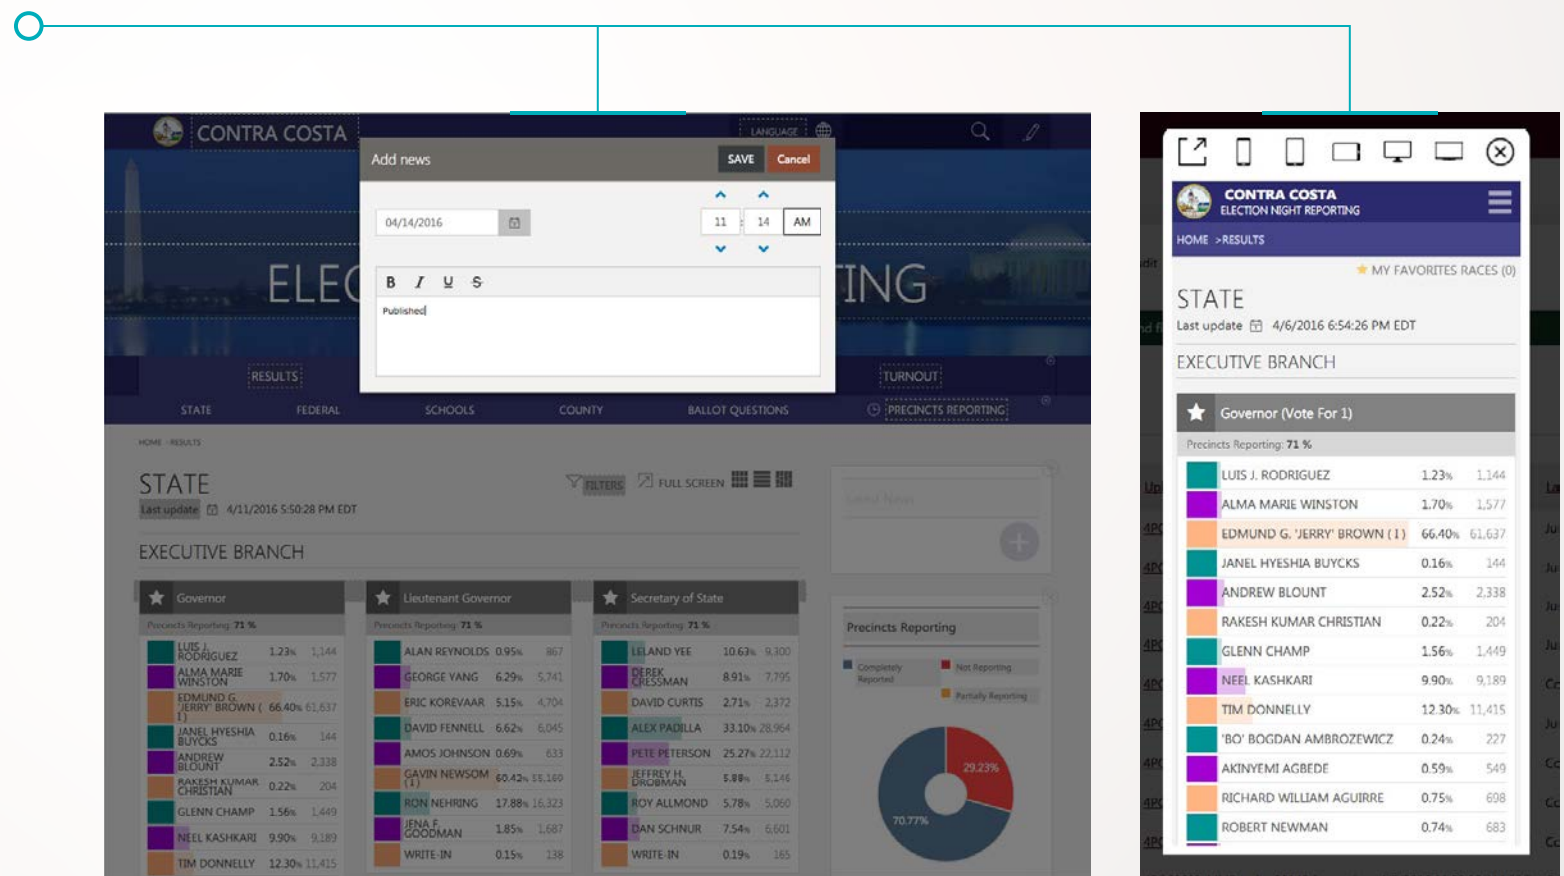 CONTRA COSTA
LANGUAGE
Add news
SAVE
Cancel
04/14/2016
11 : 14 AM
B I U S
Published
ELEC
ING
RESULTS
TURNOUT
STATE
FEDERAL
SCHOOLS
COUNTY
BALLOT QUESTIONS
PRECINCTS REPORTING
HOME >RESULTS
STATE
FILTERS
FULL SCREEN
Last update 4/11/2016 5:50:28 PM EDT
EXECUTIVE BRANCH
Latest News
Governor
Precincts Reporting: 71 %
LUIS J.
RODRIGUEZ 1.23% 1,144
ALMA MARIE
WINSTON 1.70% 1,577
EDMUND G.
'JERRY' BROWN (
I) 66.40% 61,637
JANEL HYESHIA
BUYCKS 0.16% 144
ANDREW
BLOUNT 2.52% 2,338
RAKESH KUMAR
CHRISTIAN 0.22% 204
GLENN CHAMP 1.56% 1,449
NEEL KASHKARI 9.90% 9,189
TIM DONNELLY 12.30% 11,415
Lieutenant Governor
Precincts Reporting: 71 %
ALAN REYNOLDS 0.95% 867
GEORGE YANG 6.29% 5,741
ERIC KOREVAAR 5.15% 4,704
DAVID FENNELL 6.62% 6,045
AMOS JOHNSON 0.69% 633
GAVIN NEWSOM
(I) 60.42% 55,169
RON NEHRING 17.88% 16,323
JENA F.
GOODMAN 1.85% 1,687
WRITE-IN 0.15% 138
Secretary of State
Precincts Reporting: 71 %
LELAND YEE 10.63% 9,300
DEREK
CRESSMAN 8.91% 7,795
DAVID CURTIS 2.71% 2,372
ALEX PADILLA 33.10% 28,964
PETE PETERSON 25.27% 22,112
JEFFREY H.
DROBMAN 5.88% 5,146
ROY ALLMOND 5.78% 5,060
DAN SCHNUR 7.54% 6,601
WRITE-IN 0.19% 165
Precincts Reporting
Completely
Reported
Not Reporting
Partially Reporting
29.23%
70.77%
CONTRA COSTA
ELECTION NIGHT REPORTING
HOME >RESULTS
MY FAVORITES RACES (0)
STATE
Last update 4/6/2016 6:54:26 PM EDT
EXECUTIVE BRANCH
Governor (Vote For 1)
Precincts Reporting: 71 %
LUIS J. RODRIGUEZ 1.23% 1,144
ALMA MARIE WINSTON 1.70% 1,577
EDMUND G. 'JERRY' BROWN ( I ) 66.40% 61,637
JANEL HYESHIA BUYCKS 0.16% 144
ANDREW BLOUNT 2.52% 2,338
RAKESH KUMAR CHRISTIAN 0.22% 204
GLENN CHAMP 1.56% 1,449
NEEL KASHKARI 9.90% 9,189
TIM DONNELLY 12.30% 11,415
'BO' BOGDAN AMBROZEWICZ 0.24% 227
AKINYEMI AGBEDE 0.59% 549
RICHARD WILLIAM AGUIRRE 0.75% 698
ROBERT NEWMAN 0.74% 683